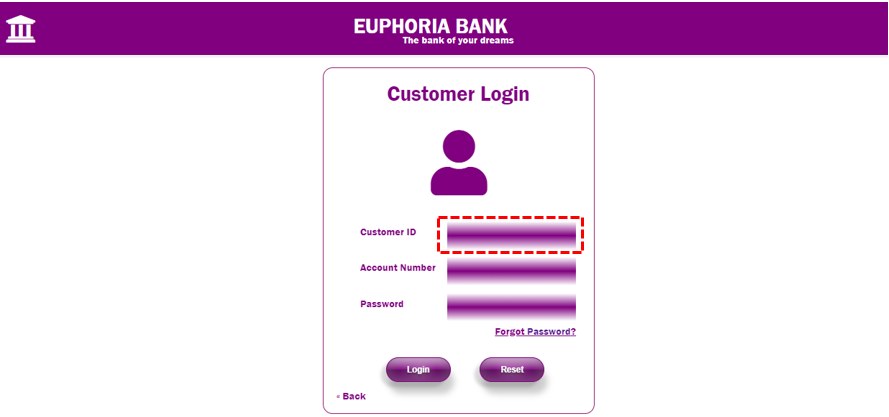 EUPHORIA BANK
The bank of your dreams
Customer Login
Customer ID
Account Number
Password
Forgot Password?
Login Reset
« Back